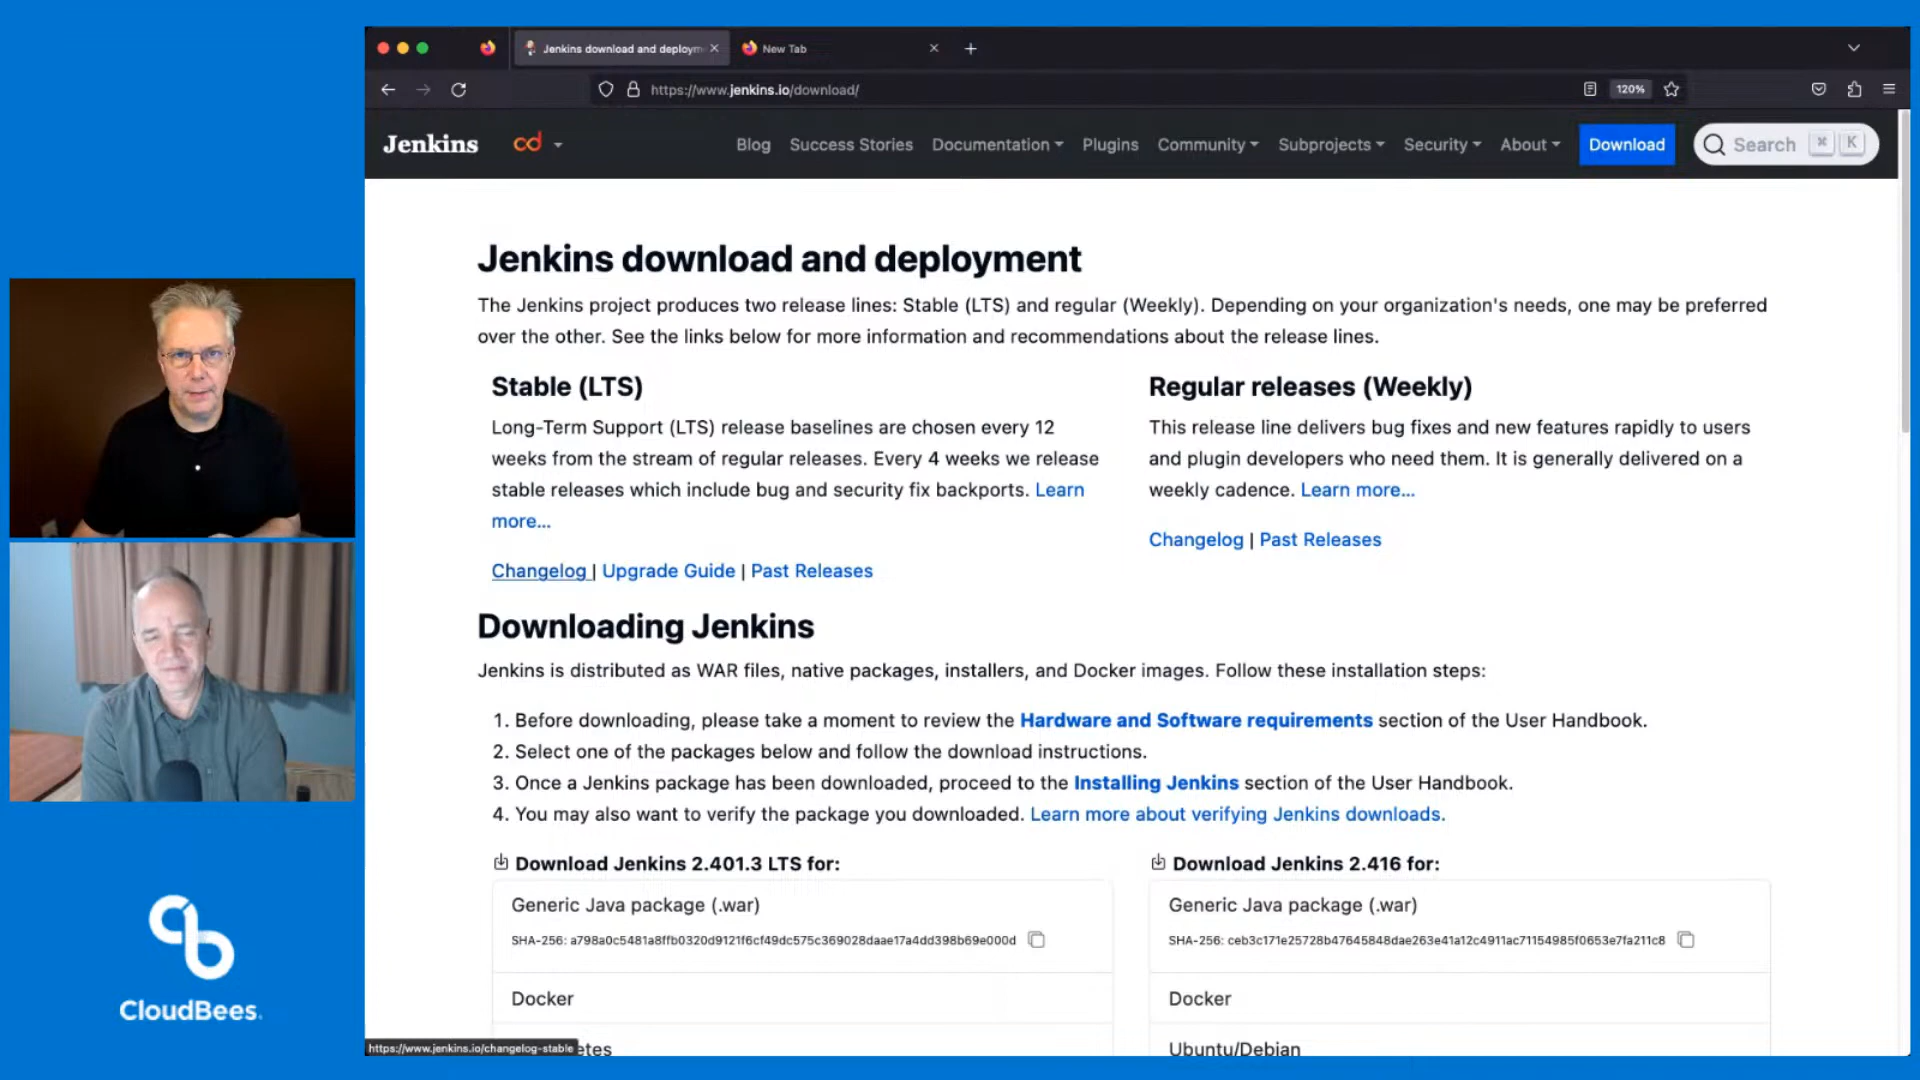 Jenkins download and deploym
New Tab
https://www.jenkins.io/download/
120%
Jenkins
cd
Blog
Success Stories
Documentation
Plugins
Community
Subprojects
Security
About
Download
Search
⌘
K
Jenkins download and deployment
The Jenkins project produces two release lines: Stable (LTS) and regular (Weekly). Depending on your organization's needs, one may be preferred
over the other. See the links below for more information and recommendations about the release lines.
Stable (LTS)
Long-Term Support (LTS) release baselines are chosen every 12
weeks from the stream of regular releases. Every 4 weeks we release
stable releases which include bug and security fix backports. Learn
more...
Changelog | Upgrade Guide | Past Releases
Regular releases (Weekly)
This release line delivers bug fixes and new features rapidly to users
and plugin developers who need them. It is generally delivered on a
weekly cadence. Learn more...
Changelog | Past Releases
Downloading Jenkins
Jenkins is distributed as WAR files, native packages, installers, and Docker images. Follow these installation steps:
1. Before downloading, please take a moment to review the Hardware and Software requirements section of the User Handbook.
2. Select one of the packages below and follow the download instructions.
3. Once a Jenkins package has been downloaded, proceed to the Installing Jenkins section of the User Handbook.
4. You may also want to verify the package you downloaded. Learn more about verifying Jenkins downloads.
Download Jenkins 2.401.3 LTS for:
Generic Java package (.war)
SHA-256: a798a0c5481a8ffb0320d9121f6cf49dc575c369028daae17a4dd398b69e000d
Docker
etes
Download Jenkins 2.416 for:
Generic Java package (.war)
SHA-256: ceb3c171e25728b47645848dae263e41a12c4911ac71154985f0653e7fa211c8
Docker
Ubuntu/Debian
https://www.jenkins.io/changelog-stable
CloudBees.